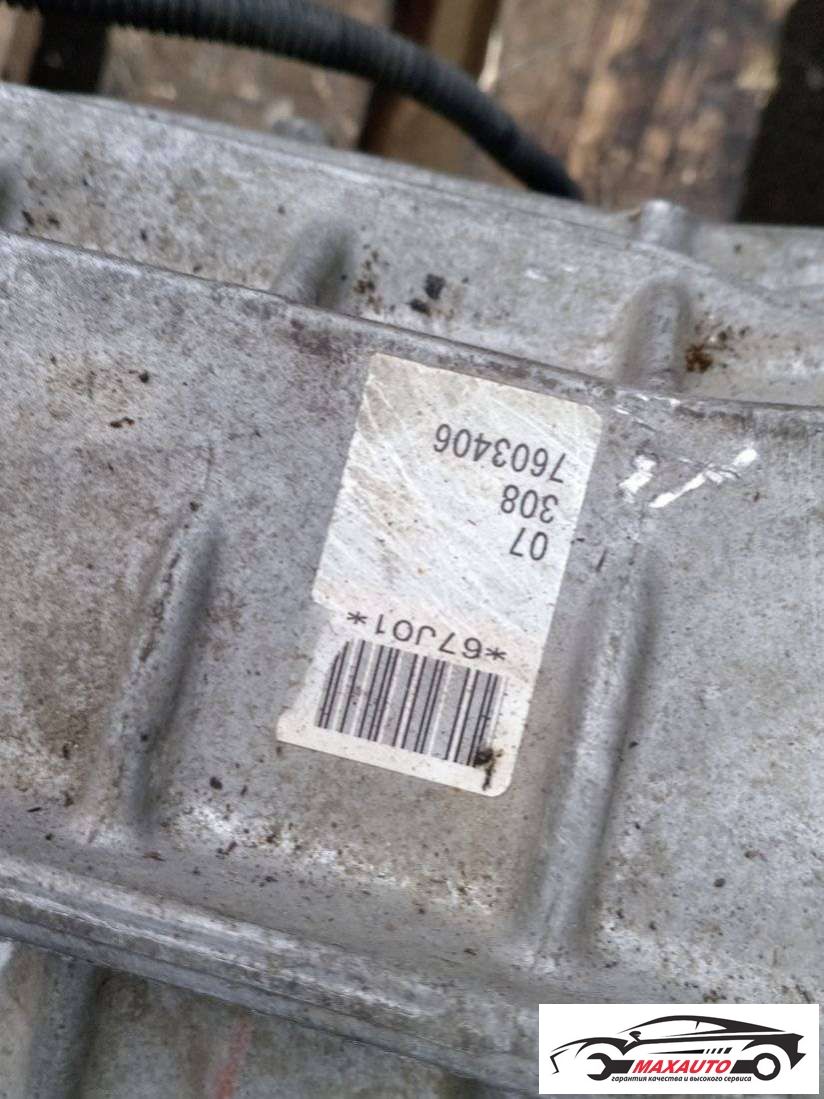 *67J01*
07
308
7603406
MAXAUTO
гарантия качества и высокого сервиса